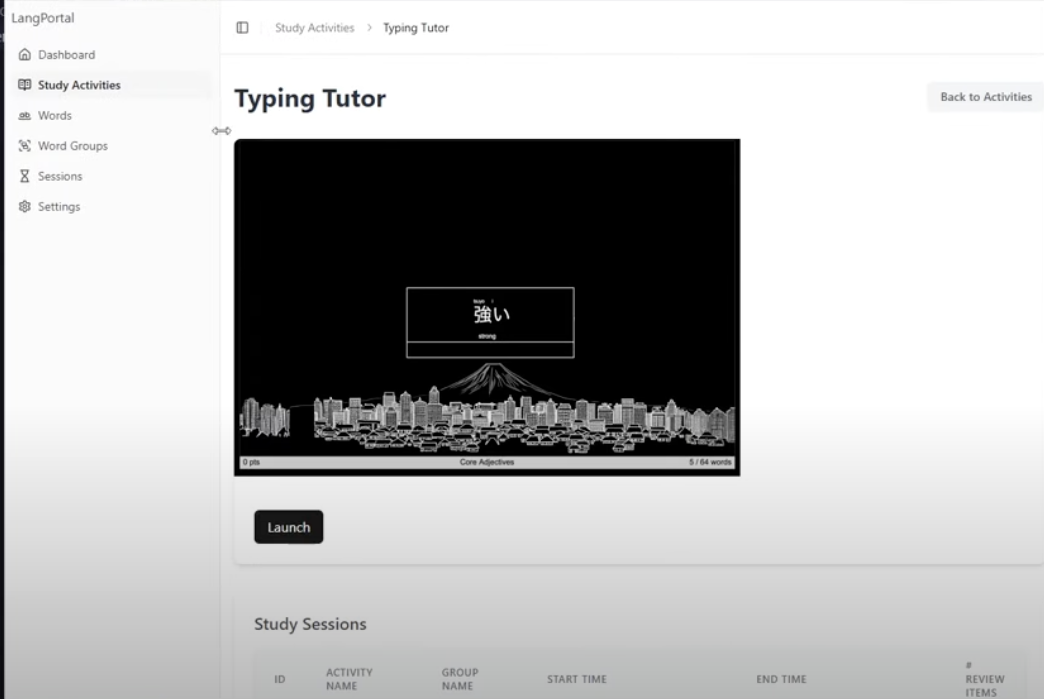 LangPortal
Dashboard
Study Activities
Words
Word Groups
Sessions
Settings
Study Activities > Typing Tutor
Typing Tutor
Back to Activities
強い
strong
0 pts
Core Adjectives
5 / 64 words
Launch
Study Sessions
ID
ACTIVITY
NAME
GROUP
NAME
START TIME
END TIME
#
REVIEW
ITEMS